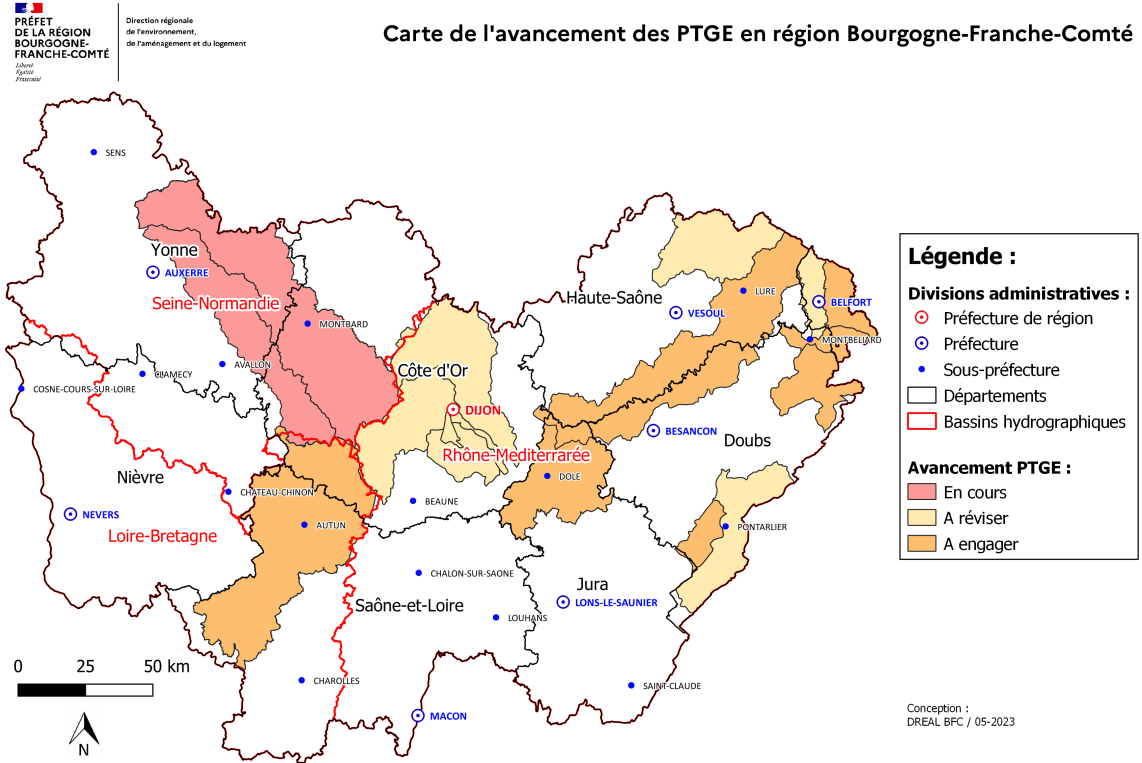 PRÉFET
DE LA RÉGION
BOURGOGNE-
FRANCHE-COMTÉ
Liberté
Égalité
Fraternité
Direction régionale
de l'environnement,
de l'aménagement et du logement
Carte de l'avancement des PTGE en région Bourgogne-Franche-Comté
SENS
Yonne
AUXERRE
Seine-Normandie
MONTBARD
AVALLON
CLAMECY
COSNE-COURS-SUR-LOIRE
Côte d'Or
DIJON
Rhône-Mediterrarée
Haute-Saône
VESOUL
LURE
BELFORT
MONTBELIARD
BESANCON
Doubs
Nièvre
NEVERS
CHATEAU-CHINON
Loire-Bretagne
AUTUN
BEAUNE
DOLE
PONTARLIER
CHALON-SUR-SAONE
Saône-et-Loire
LOUHANS
Jura
LONS-LE-SAUNIER
CHAROLLES
MACON
SAINT-CLAUDE
0 25 50 km
N
Légende :
Divisions administratives :
Préfecture de région
Préfecture
Sous-préfecture
Départements
Bassins hydrographiques
Avancement PTGE :
En cours
A réviser
A engager
Conception :
DREAL BFC / 05-2023